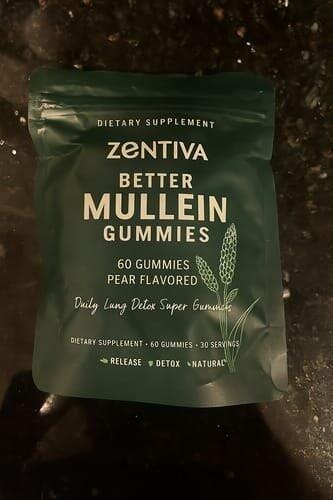 DIETARY SUPPLEMENT
ZENTIVA
BETTER
MULLEIN
GUMMIES
60 GUMMIES
PEAR FLAVORED
Daily Lung Detox Super Gummies
DIETARY SUPPLEMENT • 60 GUMMIES • 30 SERVINGS
RELEASE DETOX NATURAL